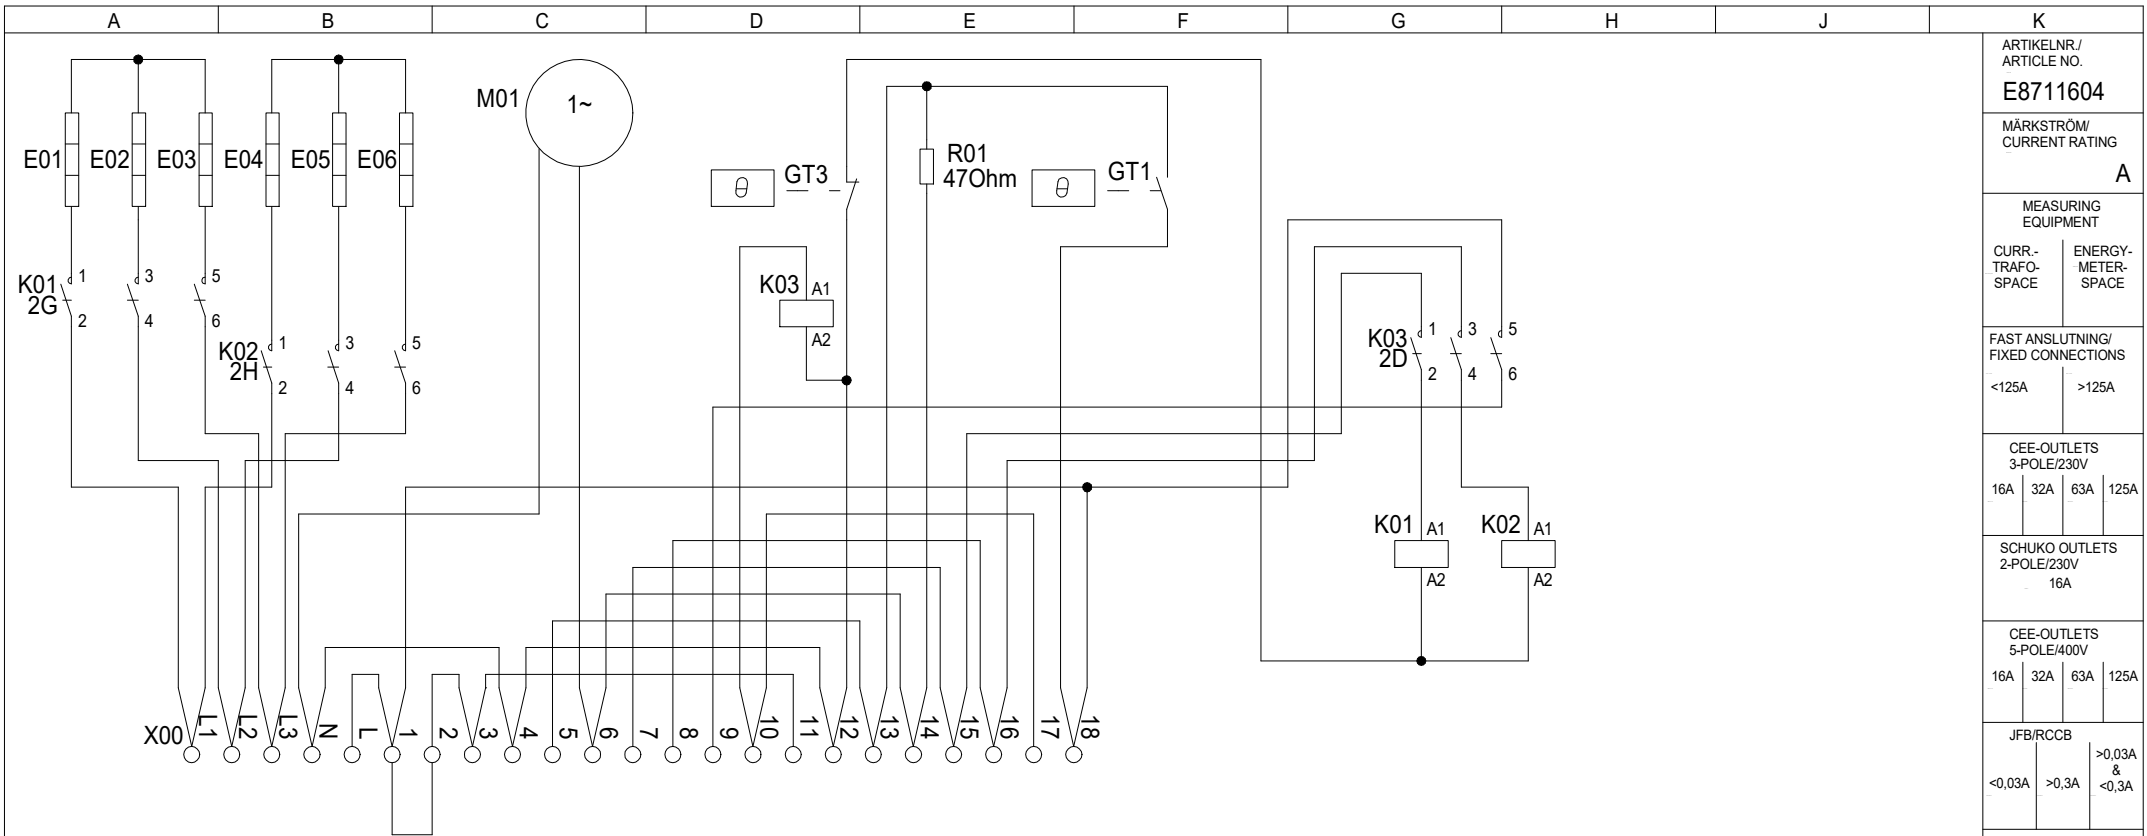 A B C D E F G H J K
ARTIKELNR./
ARTICLE NO.
E8711604
MÄRKSTRÖM/
CURRENT RATING
A
MEASURING
EQUIPMENT
CURR.-
TRAFO-
SPACE
ENERGY-
METER-
SPACE
FAST ANSLUTNING/
FIXED CONNECTIONS
<125A >125A
CEE-OUTLETS
3-POLE/230V
16A 32A 63A 125A
SCHUKO OUTLETS
2-POLE/230V
16A
CEE-OUTLETS
5-POLE/400V
16A 32A 63A 125A
JFB/RCCB
<0,03A >0,3A
>0,03A
&
<0,3A
M01 1~
E01 E02 E03 E04 E05 E06
GT3 θ
R01
47Ohm
GT1 θ
K01
2G
1 3 5
2 4 6
K02
2H
1 3 5
2 4 6
K03 A1
A2
K03
2D
1 3 5
2 4 6
K01 A1
A2
K02 A1
A2
X00 L1 L2 L3 N L 1 2 3 4 5 6 7 8 9 10 11 12 13 14 15 16 17 18